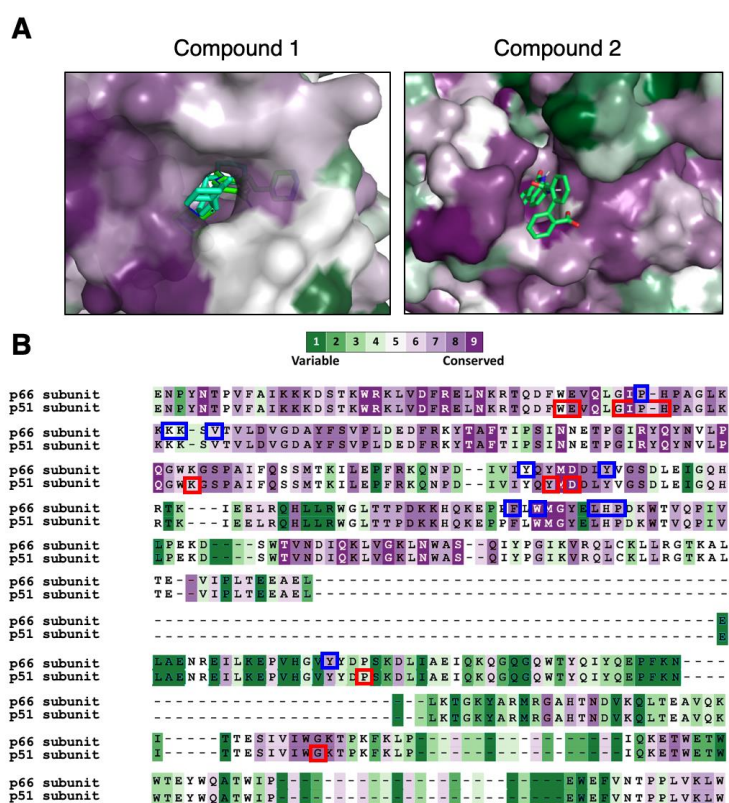 A
Compound 1
Compound 2
B
1 2 3 4 5 6 7 8 9
Variable Conserved
p66 subunit ENPYNTPVFAIKKKDSTKWRKLVDFRELNKRTQDFWEVQLGIP-HPAGLK
p51 subunit ENPYNTPVFAIKKKDSTKWRKLVDFRELNKRTQDFWEVQLGIP-HPAGLK
p66 subunit KKK-SVTVLDVGDAYFSVPLDEDFRKYTAFTIPSINNETPGIRYQYNVLP
p51 subunit KKK-SVTVLDVGDAYFSVPLDEDFRKYTAFTIPSINNETPGIRYQYNVLP
p66 subunit QGWKGSPAIFQSSMTKILEPFRKQNPD--IVIYQYMDDLYVGSDLEIGQH
p51 subunit QGWKGSPAIFQSSMTKILEPFRKQNPD--IVIYQYMDDLYVGSDLEIGQH
p66 subunit RTK---IEELRQHLLRWGLTTPDKKHQKEPPFLWMGYELHPDKWTVQPIV
p51 subunit RTK---IEELRQHLLRWGLTTPDKKHQKEPPFLWMGYELHPDKWTVQPIV
p66 subunit LPEKD----SWTVNDIQKLVGKLNWAS--QIYPGIKVRQLCKLLRGTKAL
p51 subunit LPEKD----SWTVNDIQKLVGKLNWAS--QIYPGIKVRQLCKLLRGTKAL
p66 subunit TE--VIPLTEEAEL------------------------------------
p51 subunit TE--VIPLTEEAEL------------------------------------
p66 subunit -------------------------------------------------E
p51 subunit -------------------------------------------------E
p66 subunit LAENREILKEPVHGVYYDPSKDLIAEIQKQGQGQWTYQIYQEPFKN----
p51 subunit LAENREILKEPVHGVYYDPSKDLIAEIQKQGQGQWTYQIYQEPFKN----
p66 subunit ------------------------LKTGKYARMRGAHTNDVKQLTEAVQK
p51 subunit ------------------------LKTGKYARMRGAHTNDVKQLTEAVQK
p66 subunit I-----TTESIVIWGKTPKFKLP------------------IQKETWETW
p51 subunit I-----TTESIVIWGKTPKFKLP------------------IQKETWETW
p66 subunit WTEYWQATWIP-------------------------EWEFVNTPPLVKLW
p51 subunit WTEYWQATWIP-------------------------EWEFVNTPPLVKLW